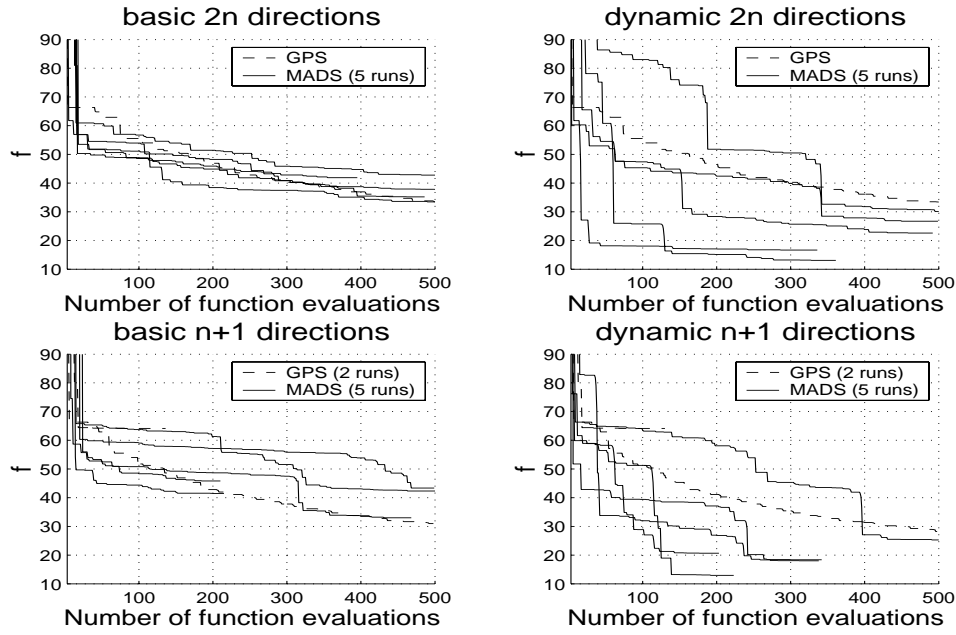 basic 2n directions
90
80
70
60
50
40
30
20
10
f
GPS
MADS (5 runs)
100 200 300 400 500
Number of function evaluations
dynamic 2n directions
90
80
70
60
50
40
30
20
10
f
GPS
MADS (5 runs)
100 200 300 400 500
Number of function evaluations
basic n+1 directions
90
80
70
60
50
40
30
20
10
f
GPS (2 runs)
MADS (5 runs)
100 200 300 400 500
Number of function evaluations
dynamic n+1 directions
90
80
70
60
50
40
30
20
10
f
GPS (2 runs)
MADS (5 runs)
100 200 300 400 500
Number of function evaluations